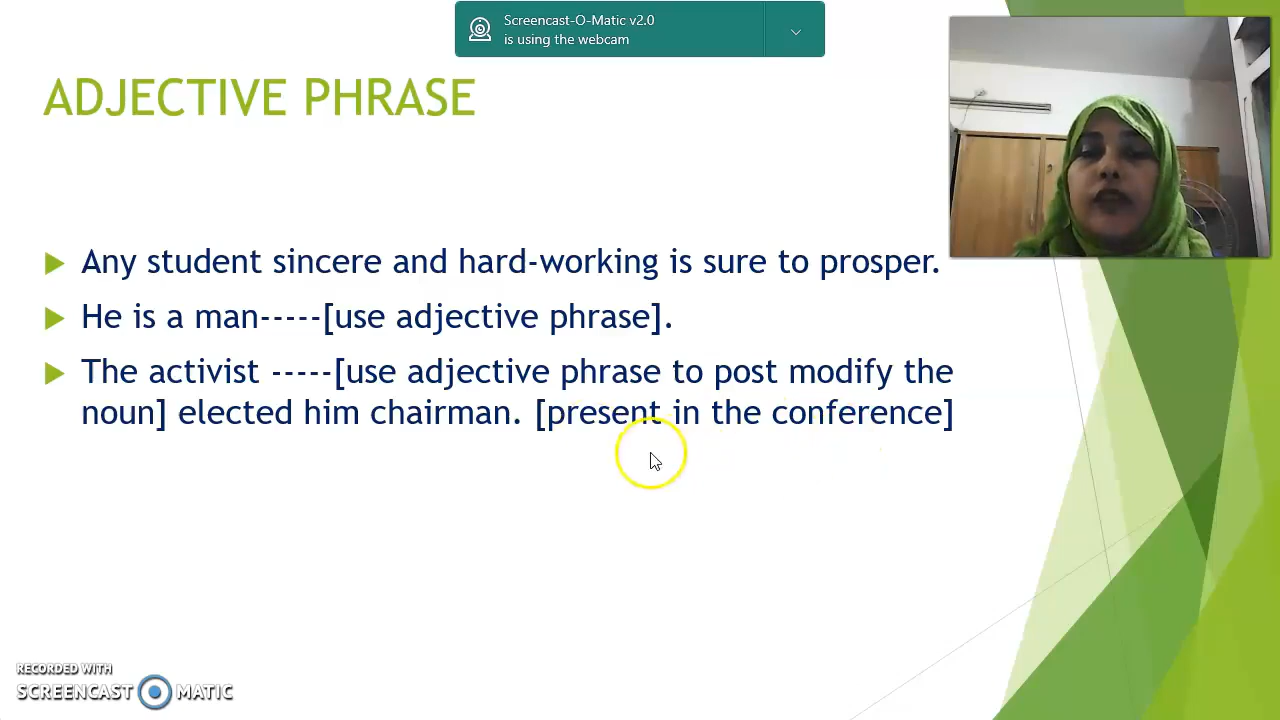 Screencast-O-Matic v2.0
is using the webcam
ADJECTIVE PHRASE
Any student sincere and hard-working is sure to prosper.
He is a man-----[use adjective phrase].
The activist -----[use adjective phrase to post modify the
noun] elected him chairman. [present in the conference]
RECORDED WITH
SCREENCAST MATIC